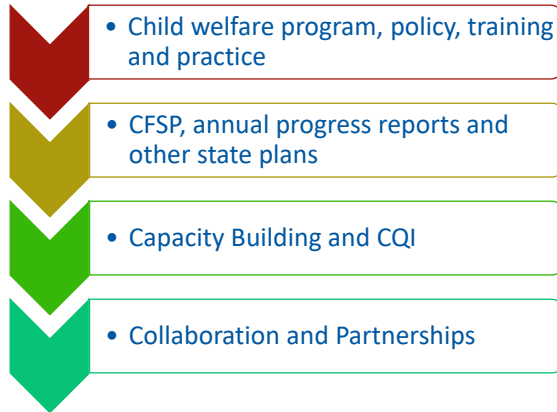 • Child welfare program, policy, training
and practice
• CFSP, annual progress reports and
other state plans
• Capacity Building and CQI
• Collaboration and Partnerships